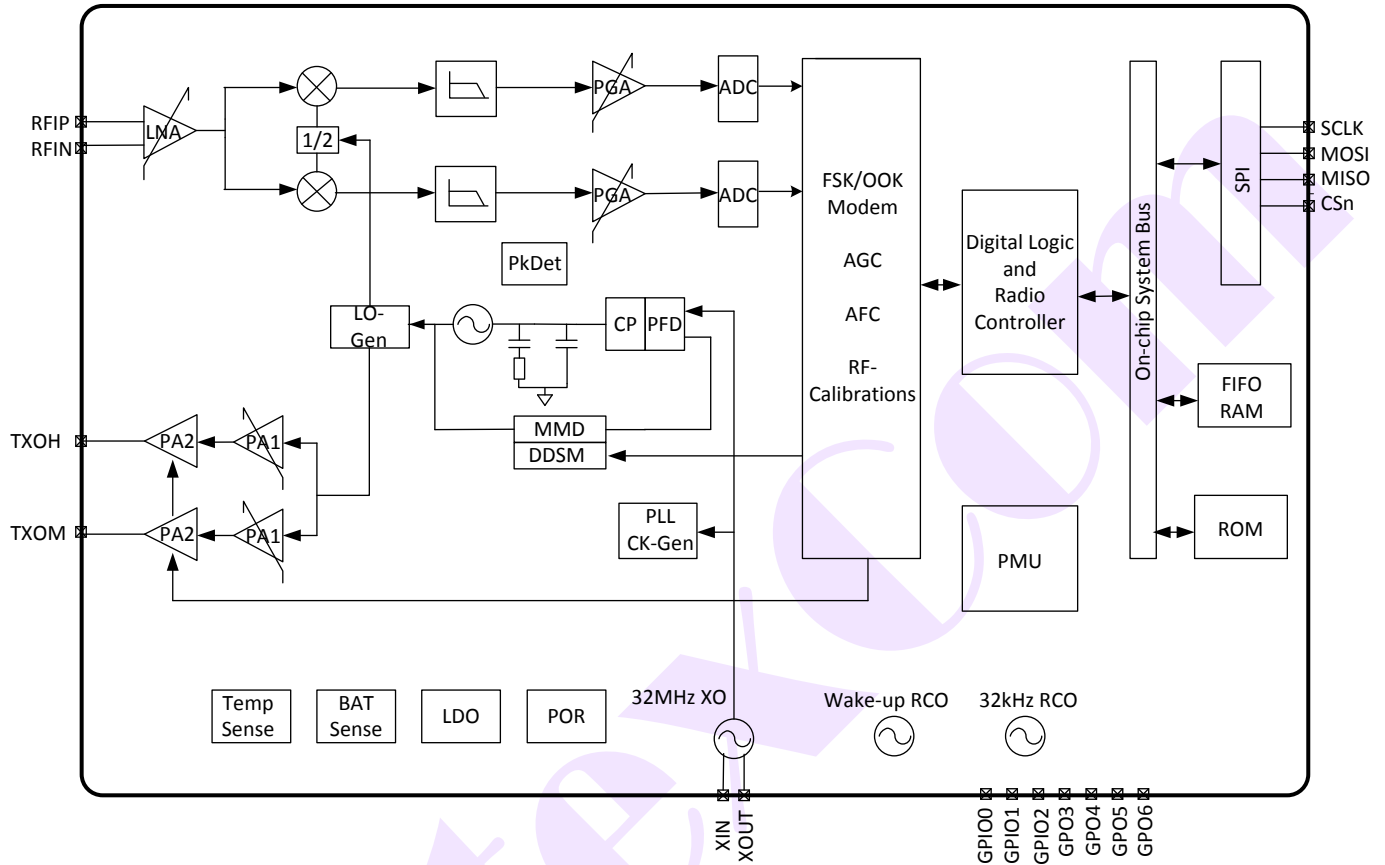 RFIP
RFIN
LNA
1/2
PGA
ADC
PGA
ADC
FSK/OOK
Modem
AGC
AFC
RF-
Calibrations
Digital Logic
and
Radio
Controller
On-chip System Bus
SPI
SCLK
MOSI
MISO
CSn
PkDet
LO-
Gen
CP
PFD
MMD
DDSM
FIFO
RAM
TXOH
PA2
PA1
TXOM
PA2
PA1
PLL
CK-Gen
PMU
ROM
Temp
Sense
BAT
Sense
LDO
POR
32MHz XO
Wake-up RCO
32kHz RCO
XIN
XOUT
GPIO0
GPIO1
GPIO2
GPO3
GPO4
GPO5
GPO6